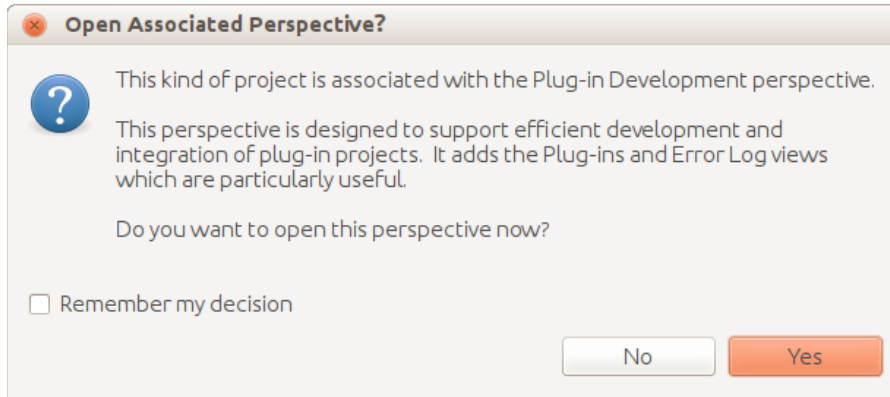 Open Associated Perspective?
This kind of project is associated with the Plug-in Development perspective.
This perspective is designed to support efficient development and
integration of plug-in projects.  It adds the Plug-ins and Error Log views
which are particularly useful.
Do you want to open this perspective now?
Remember my decision
No
Yes